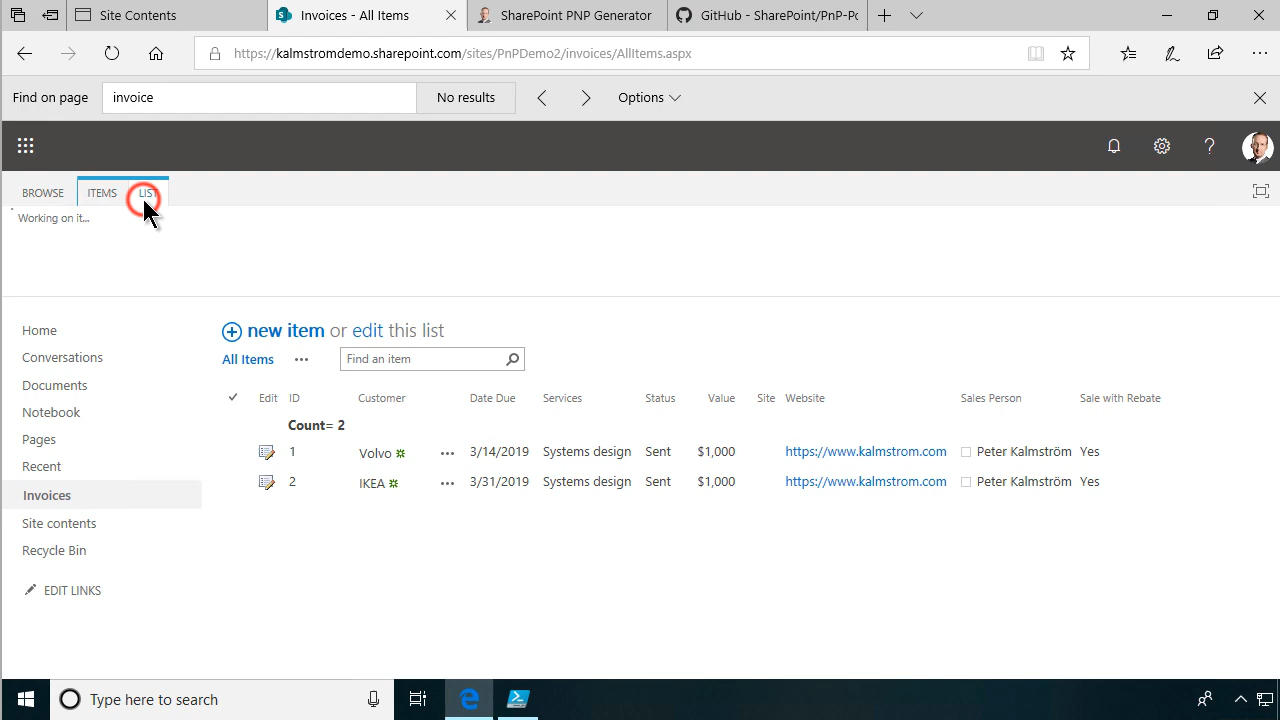 Site Contents
Invoices - All Items
SharePoint PNP Generator
GitHub - SharePoint/PnP-Po
https://kalmstromdemo.sharepoint.com/sites/PnPDemo2/invoices/AllItems.aspx
Find on page
invoice
No results
Options
BROWSE
ITEMS
LIST
Working on it...
Home
Conversations
Documents
Notebook
Pages
Recent
Invoices
Site contents
Recycle Bin
EDIT LINKS
new item or edit this list
All Items
Find an item
Edit ID Customer Date Due Services Status Value Site Website Sales Person Sale with Rebate
Count= 2
1 Volvo 3/14/2019 Systems design Sent $1,000 https://www.kalmstrom.com Peter Kalmström Yes
2 IKEA 3/31/2019 Systems design Sent $1,000 https://www.kalmstrom.com Peter Kalmström Yes
Type here to search